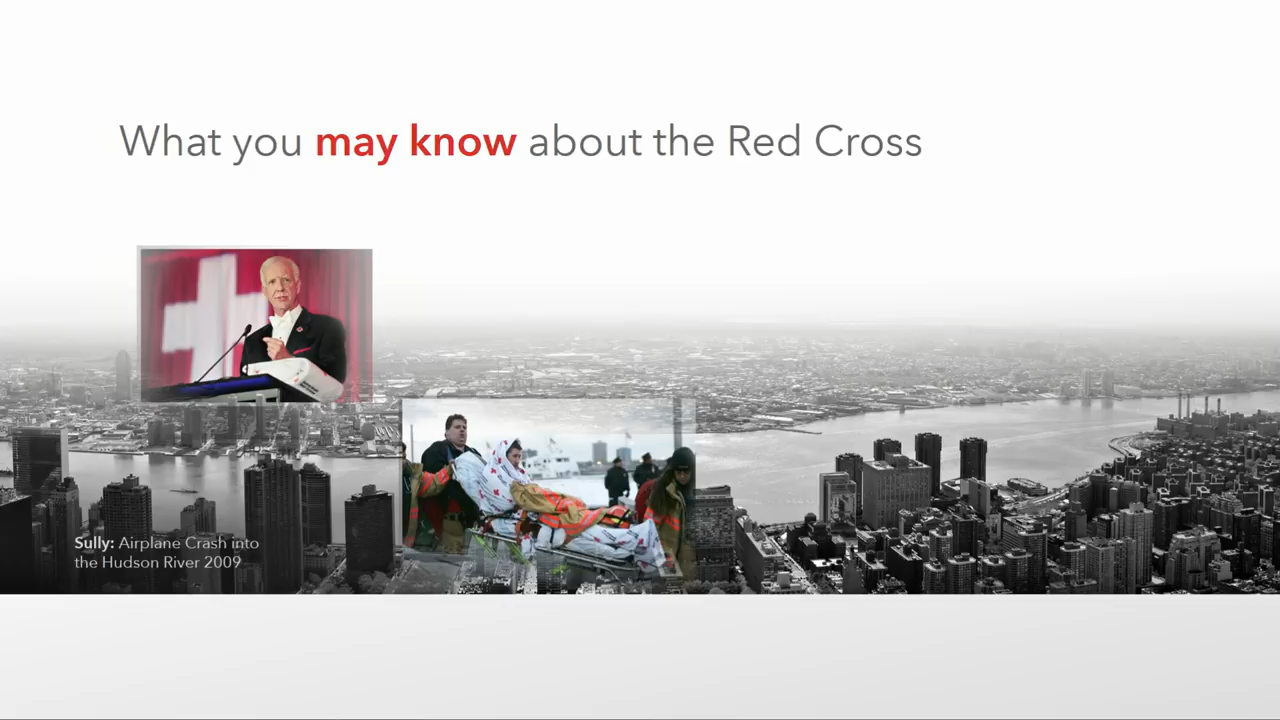 What you may know about the Red Cross
Sully: Airplane Crash into
the Hudson River 2009